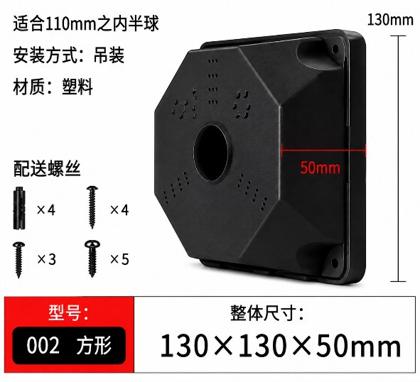 适合110mm之内半球
安装方式：吊装
材质：塑料
130mm
50mm
配送螺丝
×4
×4
×3
×5
型号：
002 方形
整体尺寸：
130×130×50mm